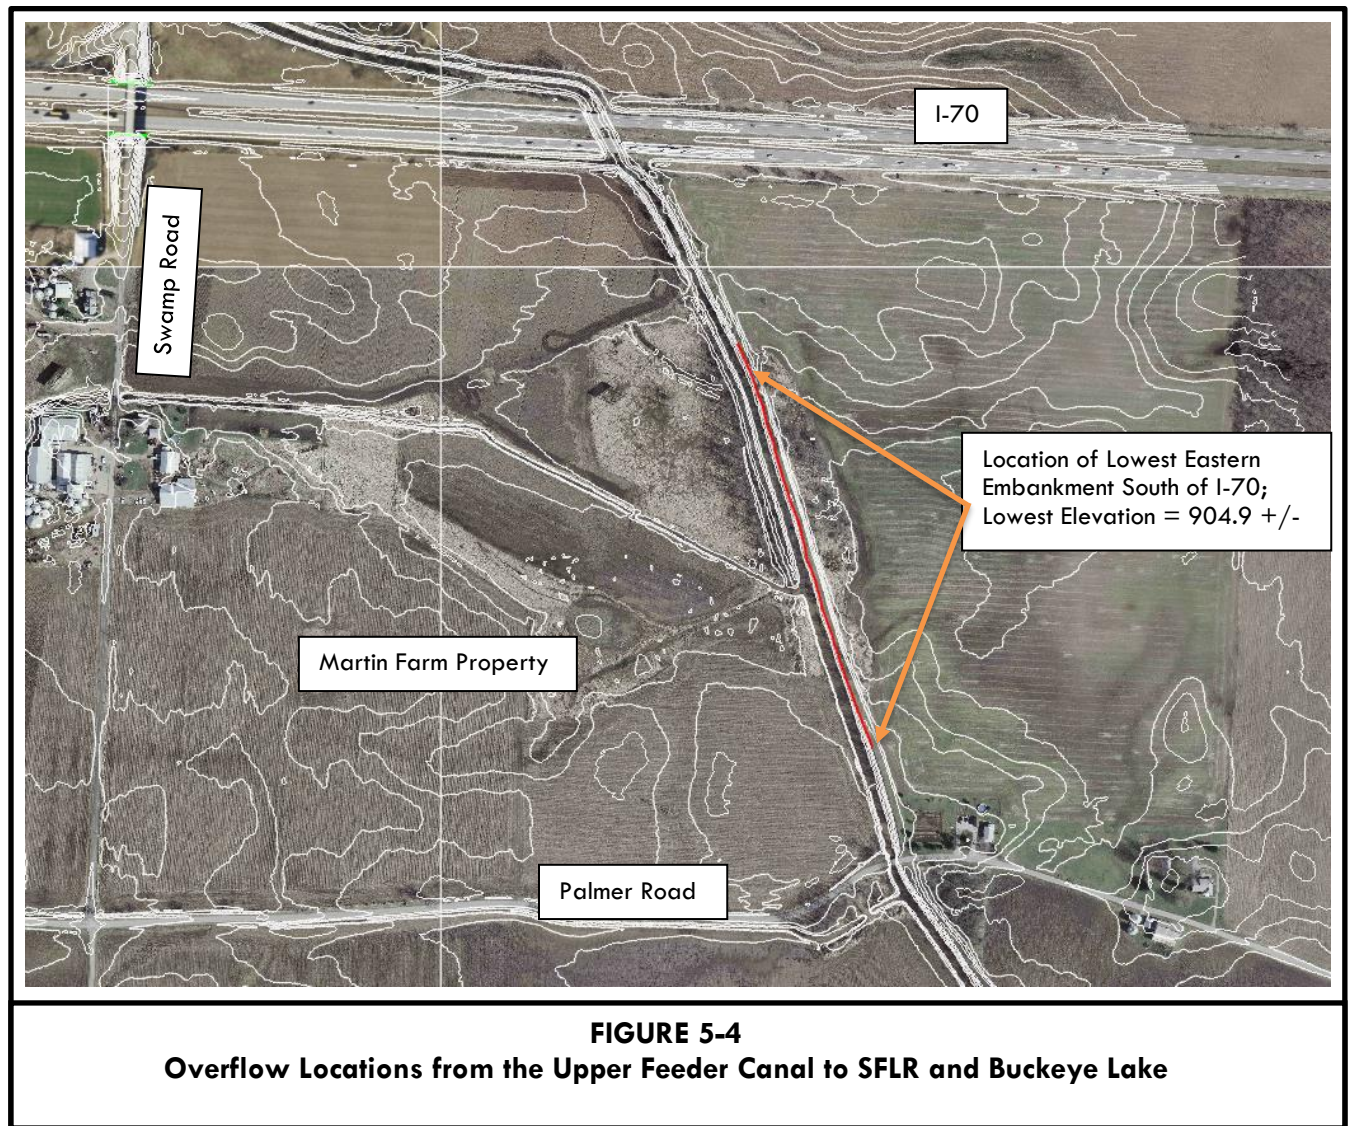 I-70
Swamp Road
Location of Lowest Eastern
Embankment South of I-70;
Lowest Elevation = 904.9 +/-
Martin Farm Property
Palmer Road
FIGURE 5-4
Overflow Locations from the Upper Feeder Canal to SFLR and Buckeye Lake